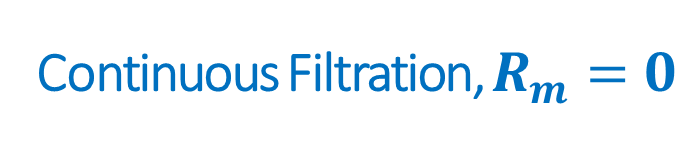 Continuous Filtration, Rₘ = 0